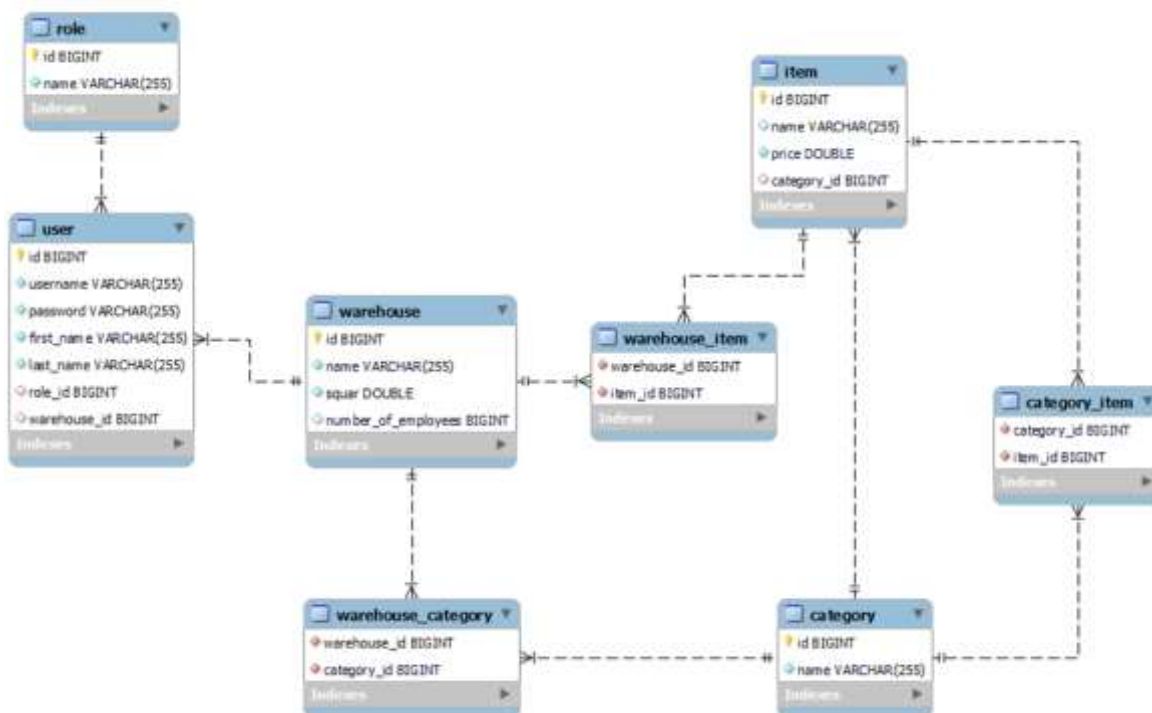 role
id BIGINT
name VARCHAR(255)
Indexes
user
id BIGINT
username VARCHAR(255)
password VARCHAR(255)
first_name VARCHAR(255)
last_name VARCHAR(255)
role_id BIGINT
warehouse_id BIGINT
Indexes
warehouse
id BIGINT
name VARCHAR(255)
squar DOUBLE
number_of_employees BIGINT
Indexes
item
id BIGINT
name VARCHAR(255)
price DOUBLE
category_id BIGINT
Indexes
warehouse_item
warehouse_id BIGINT
item_id BIGINT
Indexes
category_item
category_id BIGINT
item_id BIGINT
Indexes
warehouse_category
warehouse_id BIGINT
category_id BIGINT
Indexes
category
id BIGINT
name VARCHAR(255)
Indexes